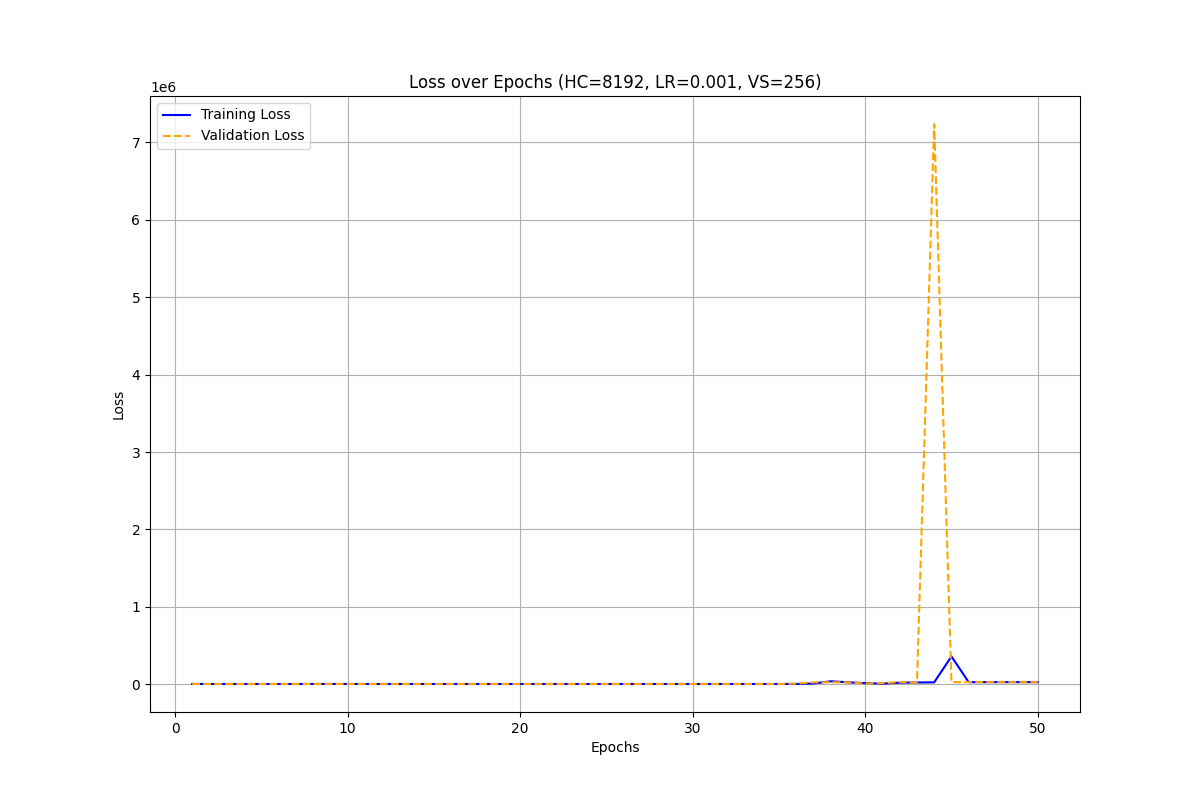 Loss over Epochs (HC=8192, LR=0.001, VS=256)
1e6
Training Loss
Validation Loss
7
6
5
4
3
2
1
0
Loss
0 10 20 30 40 50
Epochs